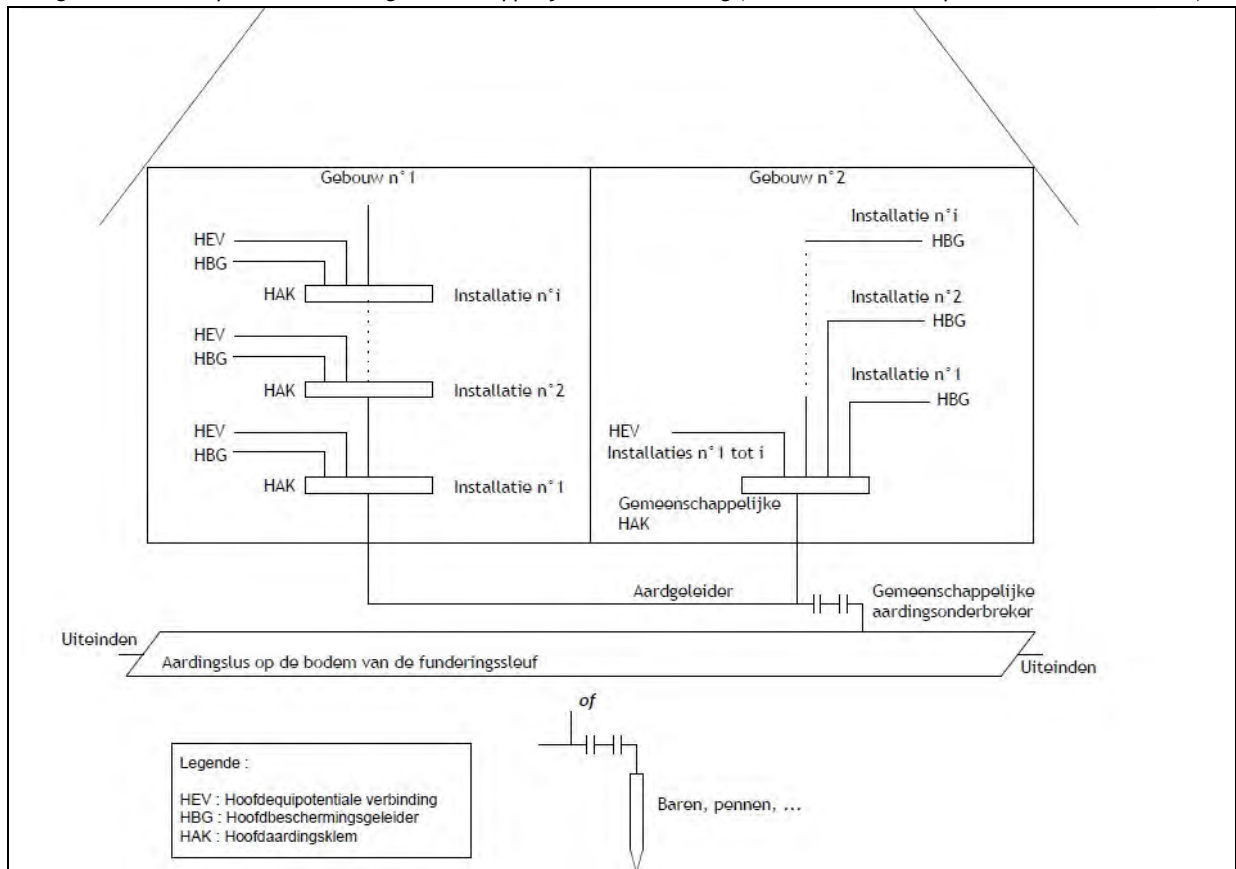 Gebouw n°1
Gebouw n°2
HEV
HBG
HAK
Installatie n°i
HEV
HBG
HAK
Installatie n°2
HEV
HBG
HAK
Installatie n°1
Installatie n°i
HBG
Installatie n°2
HBG
Installatie n°1
HBG
HEV
Installaties n°1 tot i
Gemeenschappelijke
HAK
Aardgeleider
Gemeenschappelijke
aardingsonderbreker
Uiteinden
Aardingslus op de bodem van de funderingssleuf
Uiteinden
of
Baren, pennen, ...
Legende :
HEV : Hoofdequipotentiale verbinding
HBG : Hoofdbeschermingsgeleider
HAK : Hoofdaardingsklem